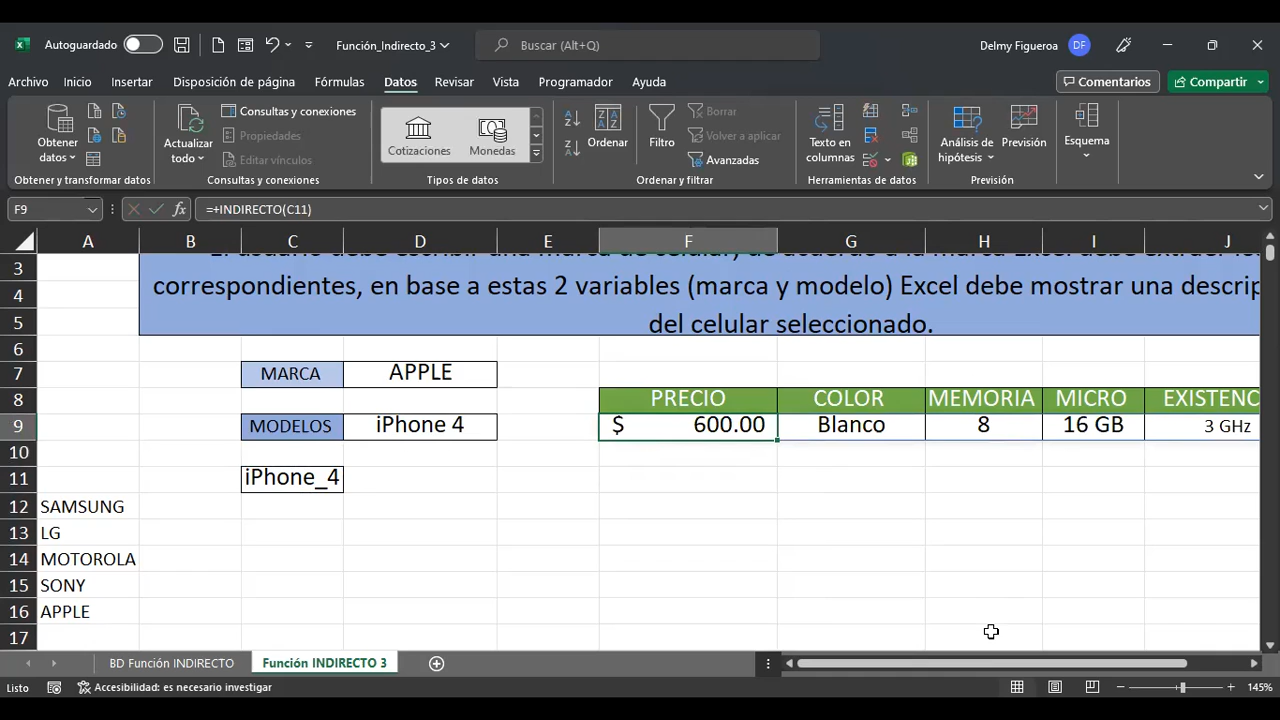 Autoguardado
Función_Indirecto_3
Buscar (Alt+Q)
Delmy Figueroa
DF
Archivo Inicio Insertar Disposición de página Fórmulas Datos Revisar Vista Programador Ayuda
Comentarios
Compartir
Obtener datos
Actualizar todo
Consultas y conexiones
Propiedades
Editar vínculos
Cotizaciones
Monedas
Ordenar
Filtro
Borrar
Volver a aplicar
Avanzadas
Texto en columnas
Análisis de hipótesis
Previsión
Esquema
Obtener y transformar datos
Consultas y conexiones
Tipos de datos
Ordenar y filtrar
Herramientas de datos
Previsión
F9
fx
=+INDIRECTO(C11)
A B C D E F G H I J
3
4 correspondientes, en base a estas 2 variables (marca y modelo) Excel debe mostrar una descrip
5 del celular seleccionado.
6
7 MARCA APPLE
8 PRECIO COLOR MEMORIA MICRO EXISTENC
9 MODELOS iPhone 4 $ 600.00 Blanco 8 16 GB 3 GHz
10
11 iPhone_4
12 SAMSUNG
13 LG
14 MOTOROLA
15 SONY
16 APPLE
17
BD Función INDIRECTO
Función INDIRECTO 3
Listo
Accesibilidad: es necesario investigar
145%